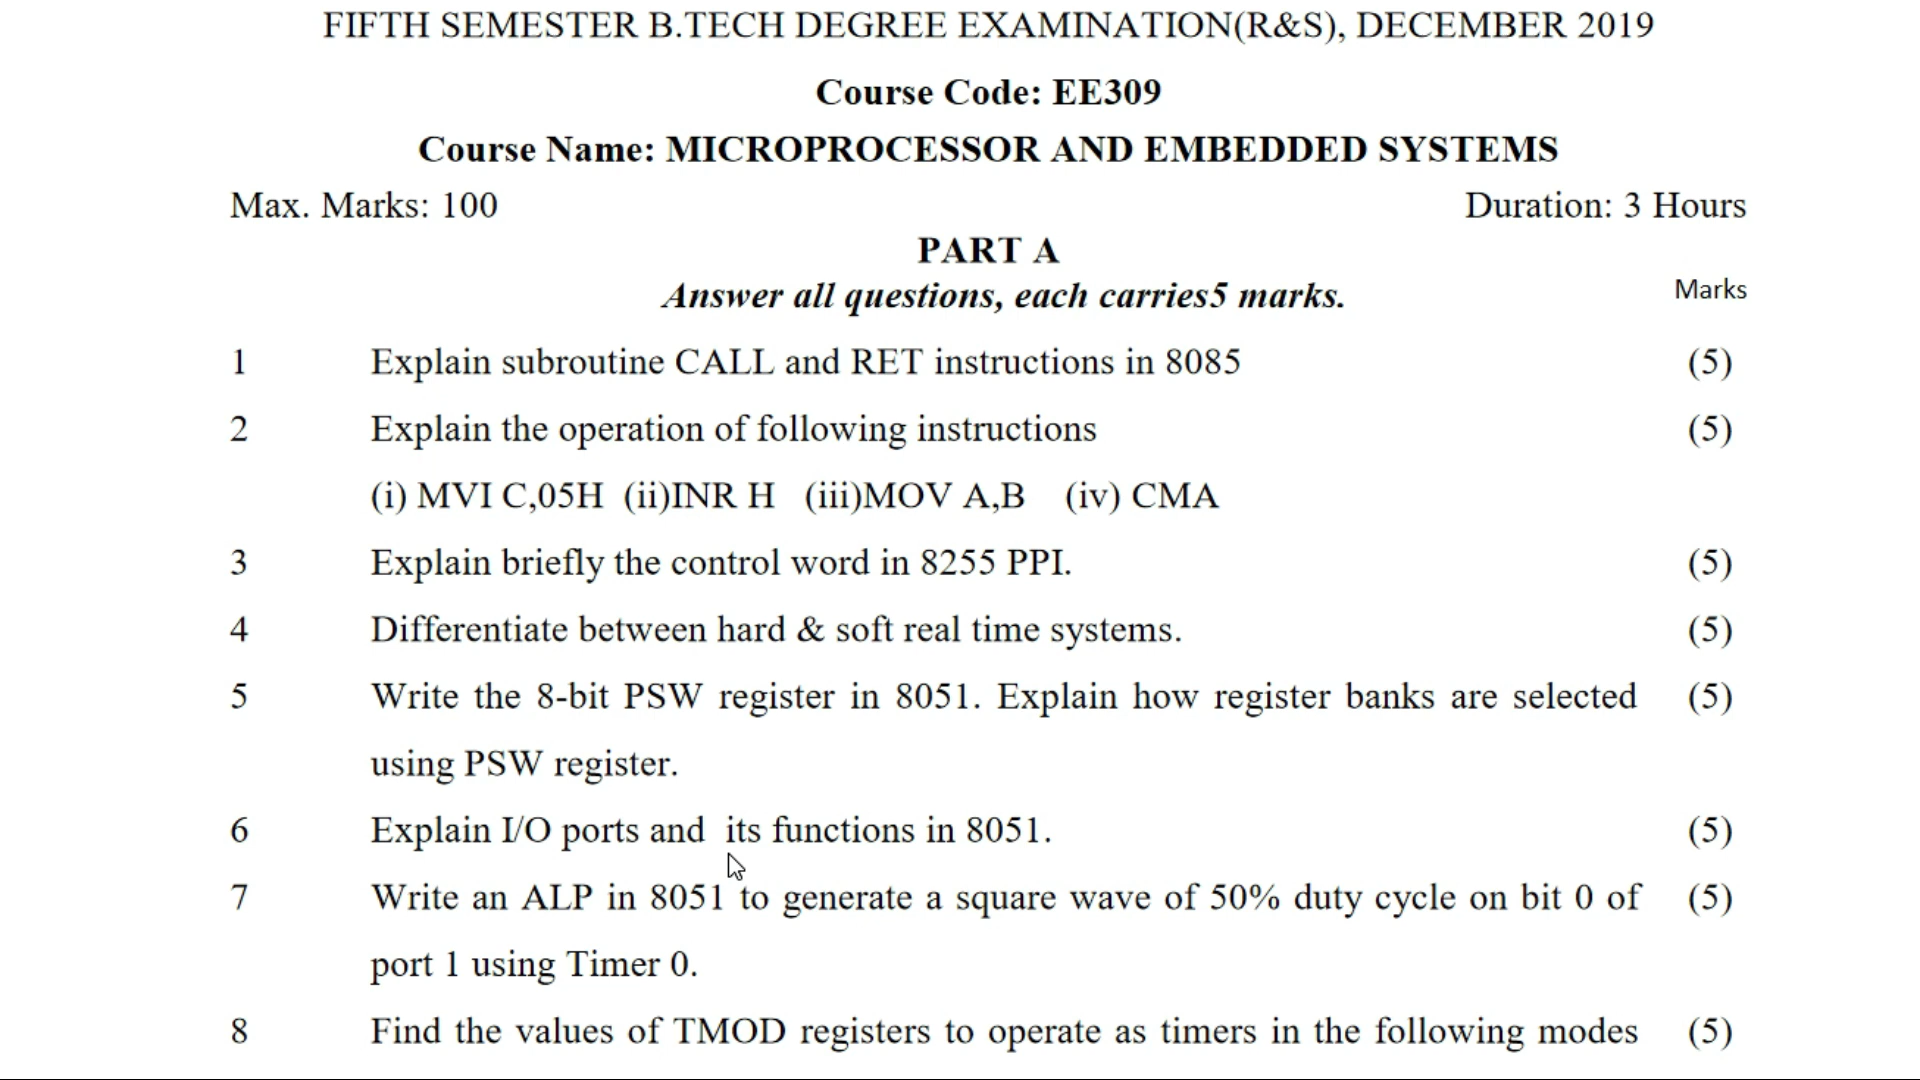 FIFTH SEMESTER B.TECH DEGREE EXAMINATION(R&S), DECEMBER 2019
Course Code: EE309
Course Name: MICROPROCESSOR AND EMBEDDED SYSTEMS
Max. Marks: 100 Duration: 3 Hours
PART A
Answer all questions, each carries5 marks. Marks
1 Explain subroutine CALL and RET instructions in 8085 (5)
2 Explain the operation of following instructions (5)
(i) MVI C,05H (ii)INR H (iii)MOV A,B (iv) CMA
3 Explain briefly the control word in 8255 PPI. (5)
4 Differentiate between hard & soft real time systems. (5)
5 Write the 8-bit PSW register in 8051. Explain how register banks are selected (5)
using PSW register.
6 Explain I/O ports and its functions in 8051. (5)
7 Write an ALP in 8051 to generate a square wave of 50% duty cycle on bit 0 of (5)
port 1 using Timer 0.
8 Find the values of TMOD registers to operate as timers in the following modes (5)